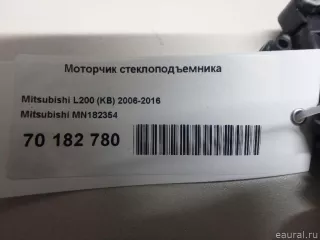 Моторчик стеклоподъемника
Mitsubishi L200 (KB) 2006-2016
Mitsubishi MN182354
70 182 780
eaural.ru